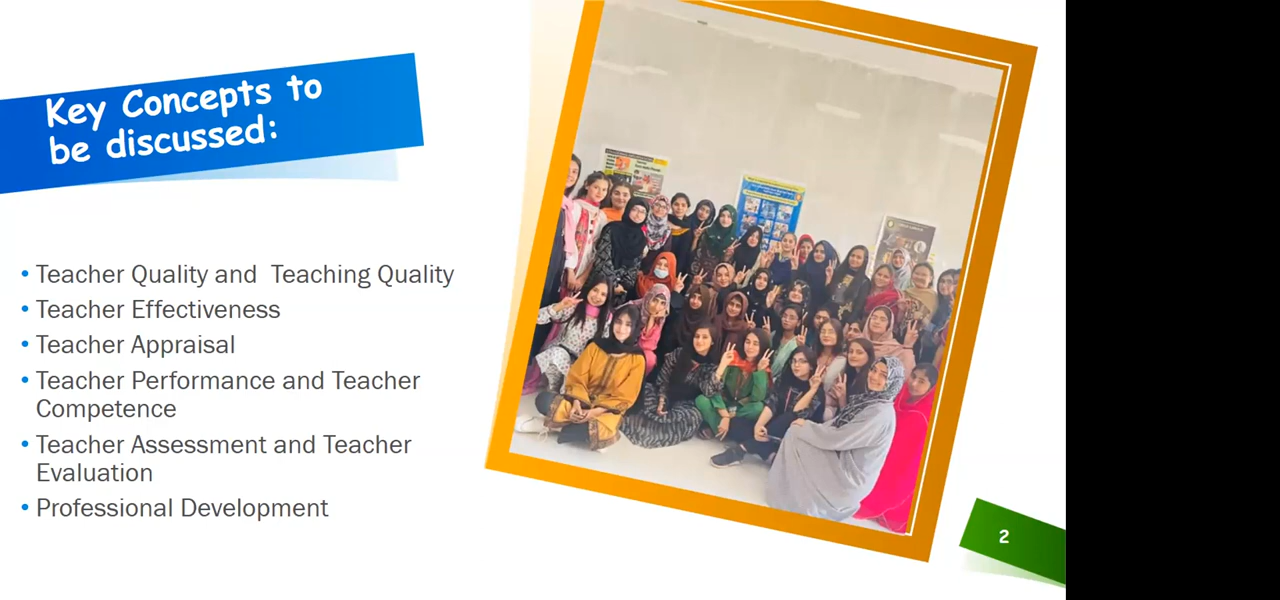 Key Concepts to
be discussed:
• Teacher Quality and  Teaching Quality
• Teacher Effectiveness
• Teacher Appraisal
• Teacher Performance and Teacher
Competence
• Teacher Assessment and Teacher
Evaluation
• Professional Development
2